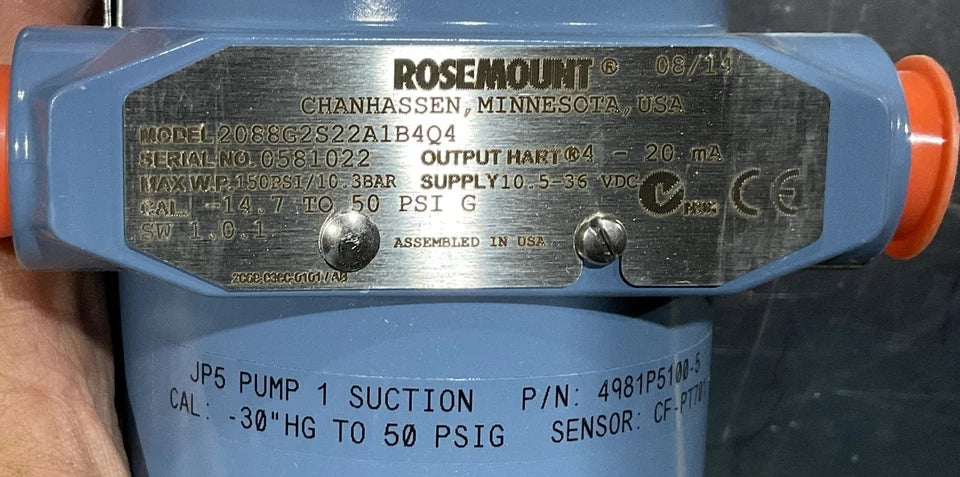 ROSEMOUNT® 08/14
CHANHASSEN, MINNESOTA, USA
MODEL 2088G2S22A1B4Q4
SERIAL NO. 0581022 OUTPUT HART® 4 - 20 mA
MAX W.P. 150PSI/10.3BAR SUPPLY 10.5-36 VDC
CAL -14.7 TO 50 PSI G CE
SW 1.0.1 ASSEMBLED IN USA
JP5 PUMP 1 SUCTION P/N: 4981P5100-5
CAL: -30"HG TO 50 PSIG SENSOR: